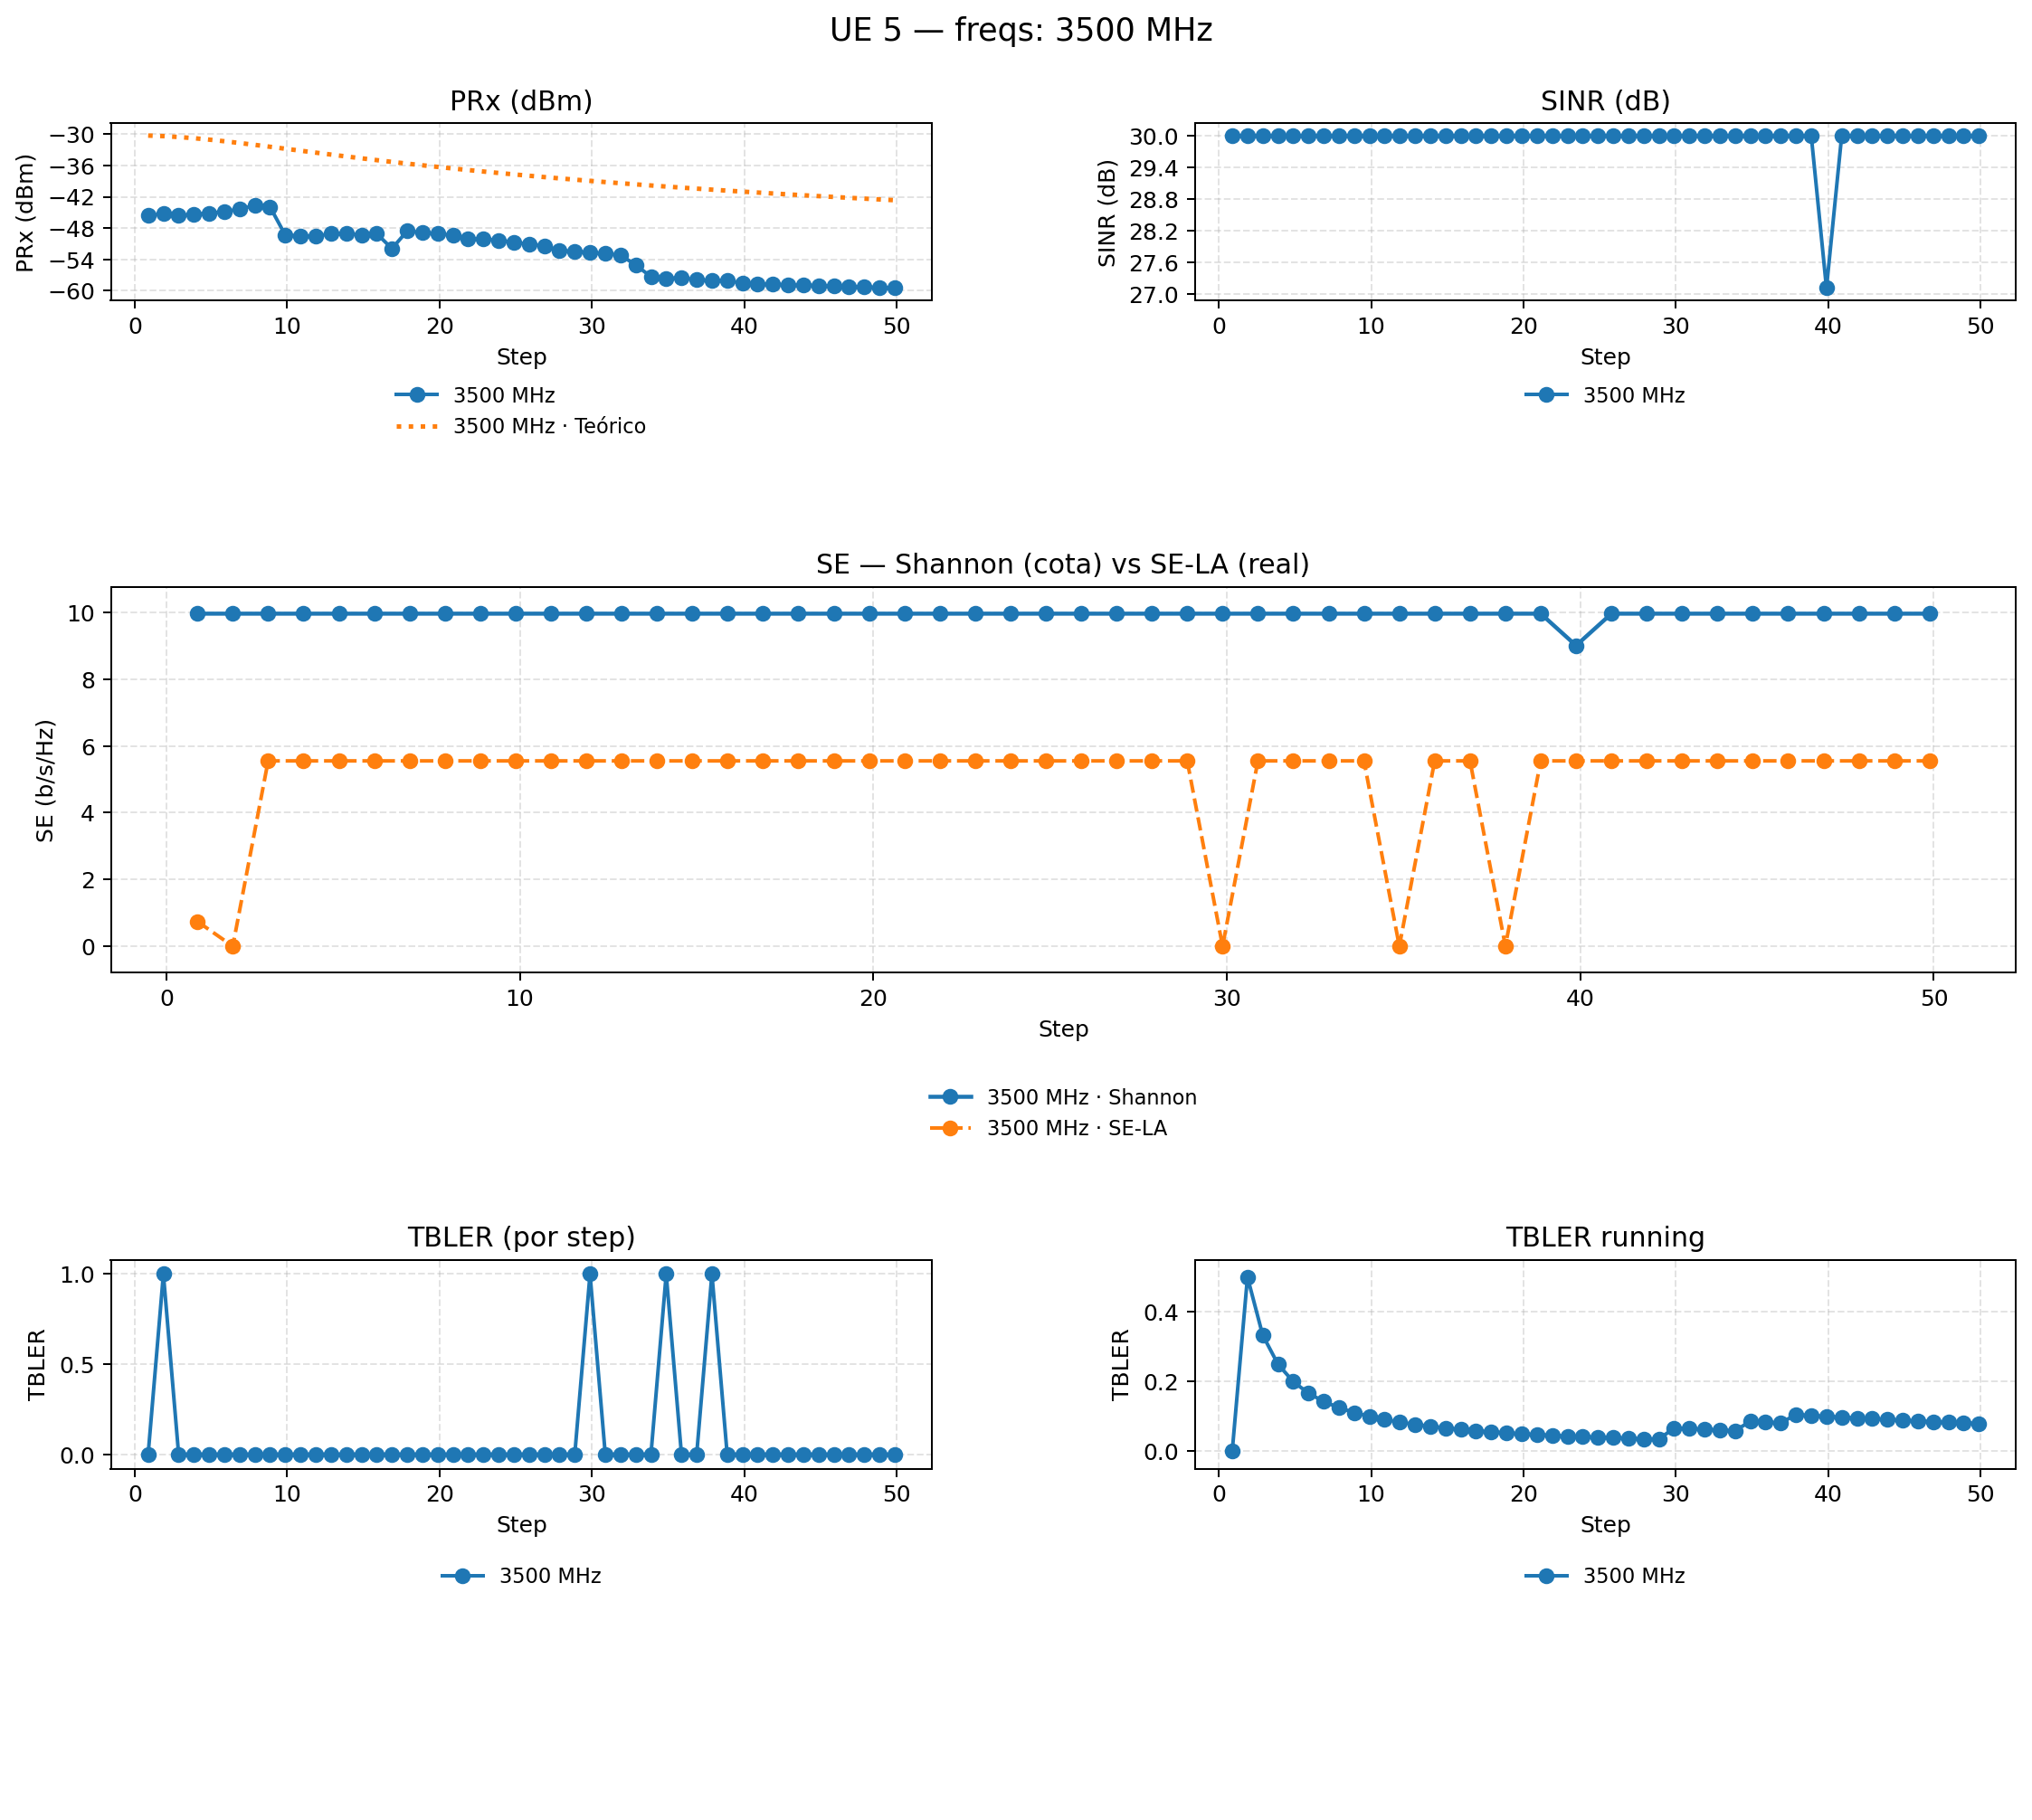 UE 5 — freqs: 3500 MHz
PRx (dBm)
PRx (dBm)
−30
−36
−42
−48
−54
−60
0 10 20 30 40 50
Step
3500 MHz
3500 MHz · Teórico
SINR (dB)
SINR (dB)
30.0
29.4
28.8
28.2
27.6
27.0
0 10 20 30 40 50
Step
3500 MHz
SE — Shannon (cota) vs SE-LA (real)
SE (b/s/Hz)
10
8
6
4
2
0
0 10 20 30 40 50
Step
3500 MHz · Shannon
3500 MHz · SE-LA
TBLER (por step)
TBLER
1.0
0.5
0.0
0 10 20 30 40 50
Step
3500 MHz
TBLER running
TBLER
0.4
0.2
0.0
0 10 20 30 40 50
Step
3500 MHz